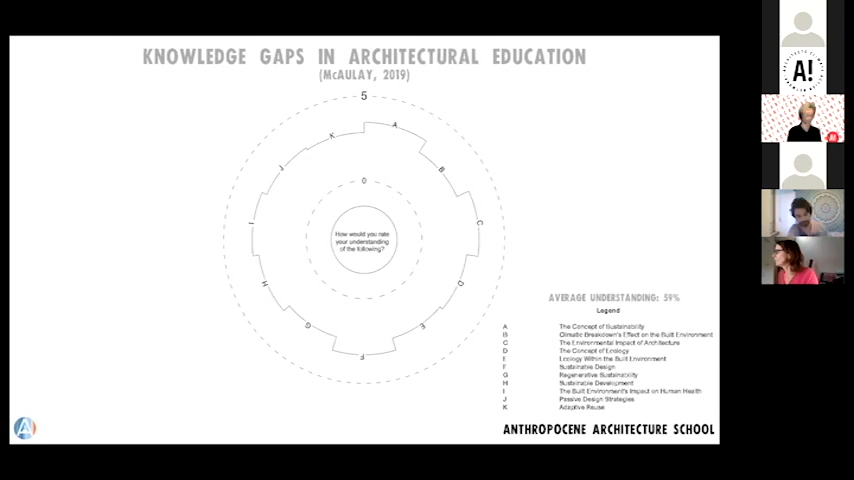 KNOWLEDGE GAPS IN ARCHITECTURAL EDUCATION
(McAULAY, 2019)
5
A
K
B
J
0
I
C
How would you rate
your understanding
of the following?
H
D
G
E
F
AVERAGE UNDERSTANDING: 59%
Legend
A The Concept of Sustainability
B Climatic Breakdown's Effect on the Built Environment
C The Environmental Impact of Architecture
D The Concept of Ecology
E Ecology Within the Built Environment
F Sustainable Design
G Regenerative Sustainability
H Sustainable Development
I The Built Environment's Impact on Human Health
J Passive Design Strategies
K Adaptive Reuse
ANTHROPOCENE ARCHITECTURE SCHOOL
A!